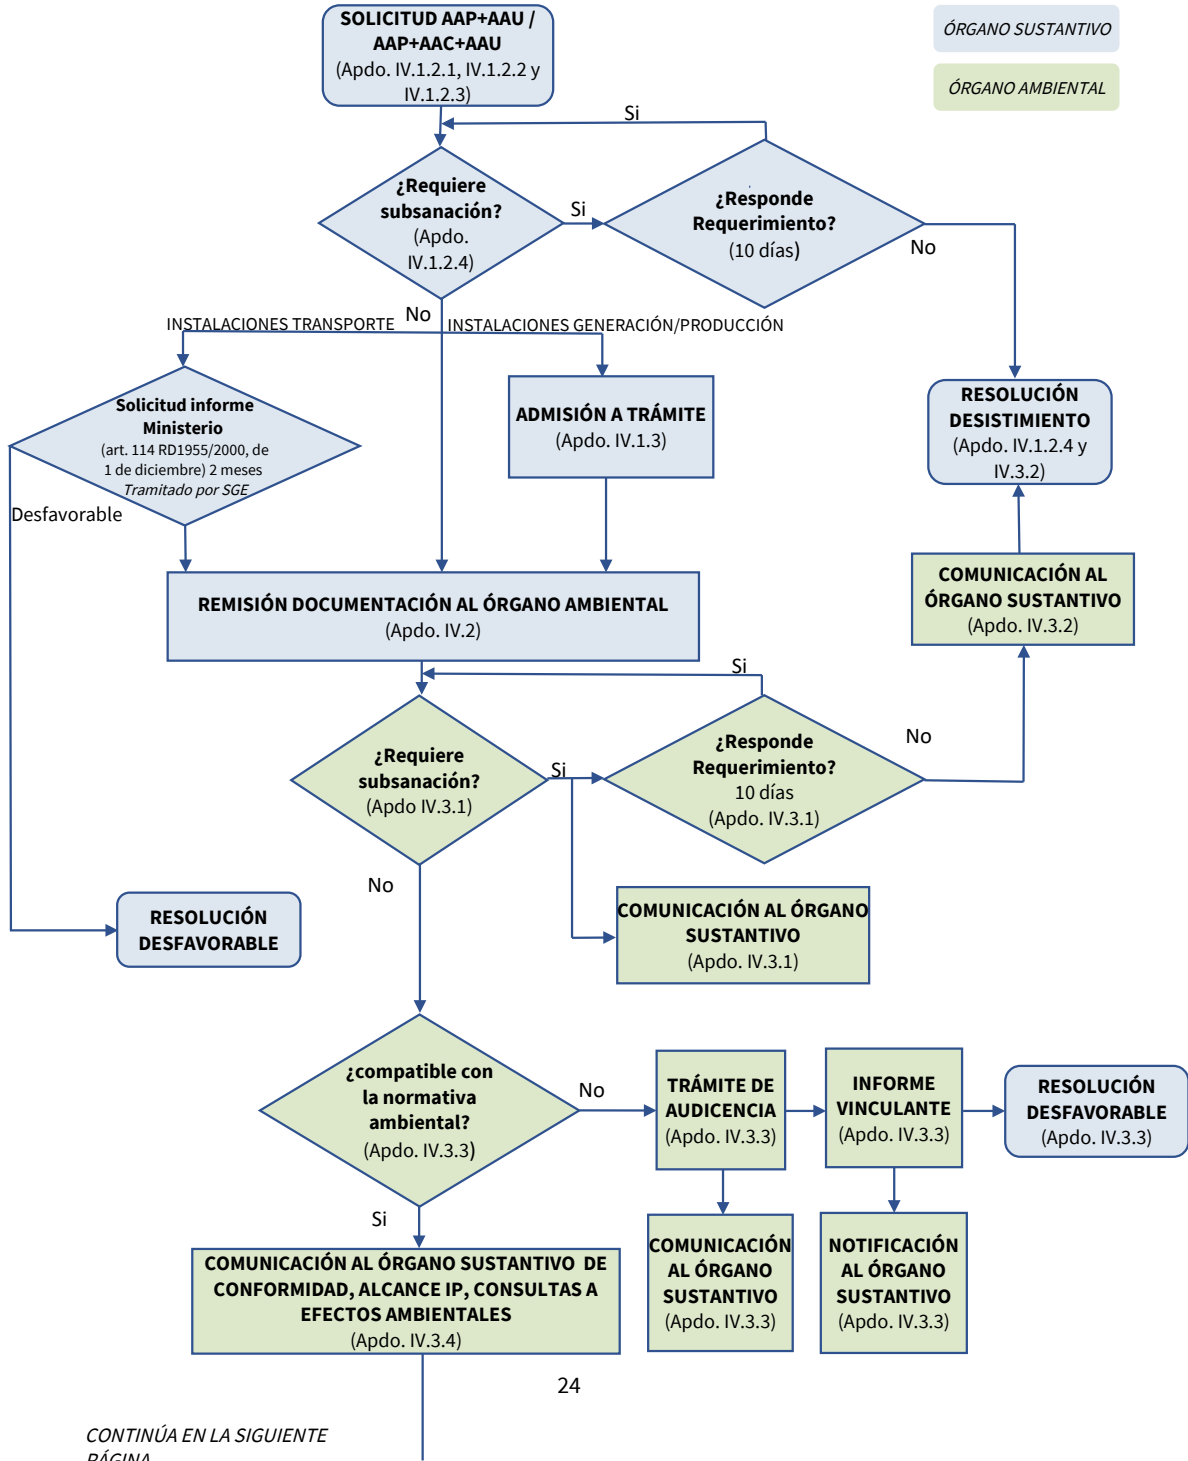 SOLICITUD AAP+AAU /
AAP+AAC+AAU
(Apdo. IV.1.2.1, IV.1.2.2 y
IV.1.2.3)
ÓRGANO SUSTANTIVO
ÓRGANO AMBIENTAL
Si
¿Requiere
subsanación?
(Apdo.
IV.1.2.4)
Si
¿Responde
Requerimiento?
(10 días)
No
No
INSTALACIONES TRANSPORTE
INSTALACIONES GENERACIÓN/PRODUCCIÓN
Solicitud informe
Ministerio
(art. 114 RD1955/2000, de
1 de diciembre) 2 meses
Tramitado por SGE
Desfavorable
ADMISIÓN A TRÁMITE
(Apdo. IV.1.3)
RESOLUCIÓN
DESISTIMIENTO
(Apdo. IV.1.2.4 y
IV.3.2)
COMUNICACIÓN AL
ÓRGANO SUSTANTIVO
(Apdo. IV.3.2)
REMISIÓN DOCUMENTACIÓN AL ÓRGANO AMBIENTAL
(Apdo. IV.2)
Si
¿Requiere
subsanación?
(Apdo IV.3.1)
Si
¿Responde
Requerimiento?
10 días
(Apdo. IV.3.1)
No
No
COMUNICACIÓN AL ÓRGANO
SUSTANTIVO
(Apdo. IV.3.1)
RESOLUCIÓN
DESFAVORABLE
¿compatible con
la normativa
ambiental?
(Apdo. IV.3.3)
No
TRÁMITE DE
AUDICENCIA
(Apdo. IV.3.3)
INFORME
VINCULANTE
(Apdo. IV.3.3)
RESOLUCIÓN
DESFAVORABLE
(Apdo. IV.3.3)
Si
COMUNICACIÓN AL ÓRGANO SUSTANTIVO DE
CONFORMIDAD, ALCANCE IP, CONSULTAS A
EFECTOS AMBIENTALES
(Apdo. IV.3.4)
COMUNICACIÓN
AL ÓRGANO
SUSTANTIVO
(Apdo. IV.3.3)
NOTIFICACIÓN
AL ÓRGANO
SUSTANTIVO
(Apdo. IV.3.3)
24
CONTINÚA EN LA SIGUIENTE
PÁGINA